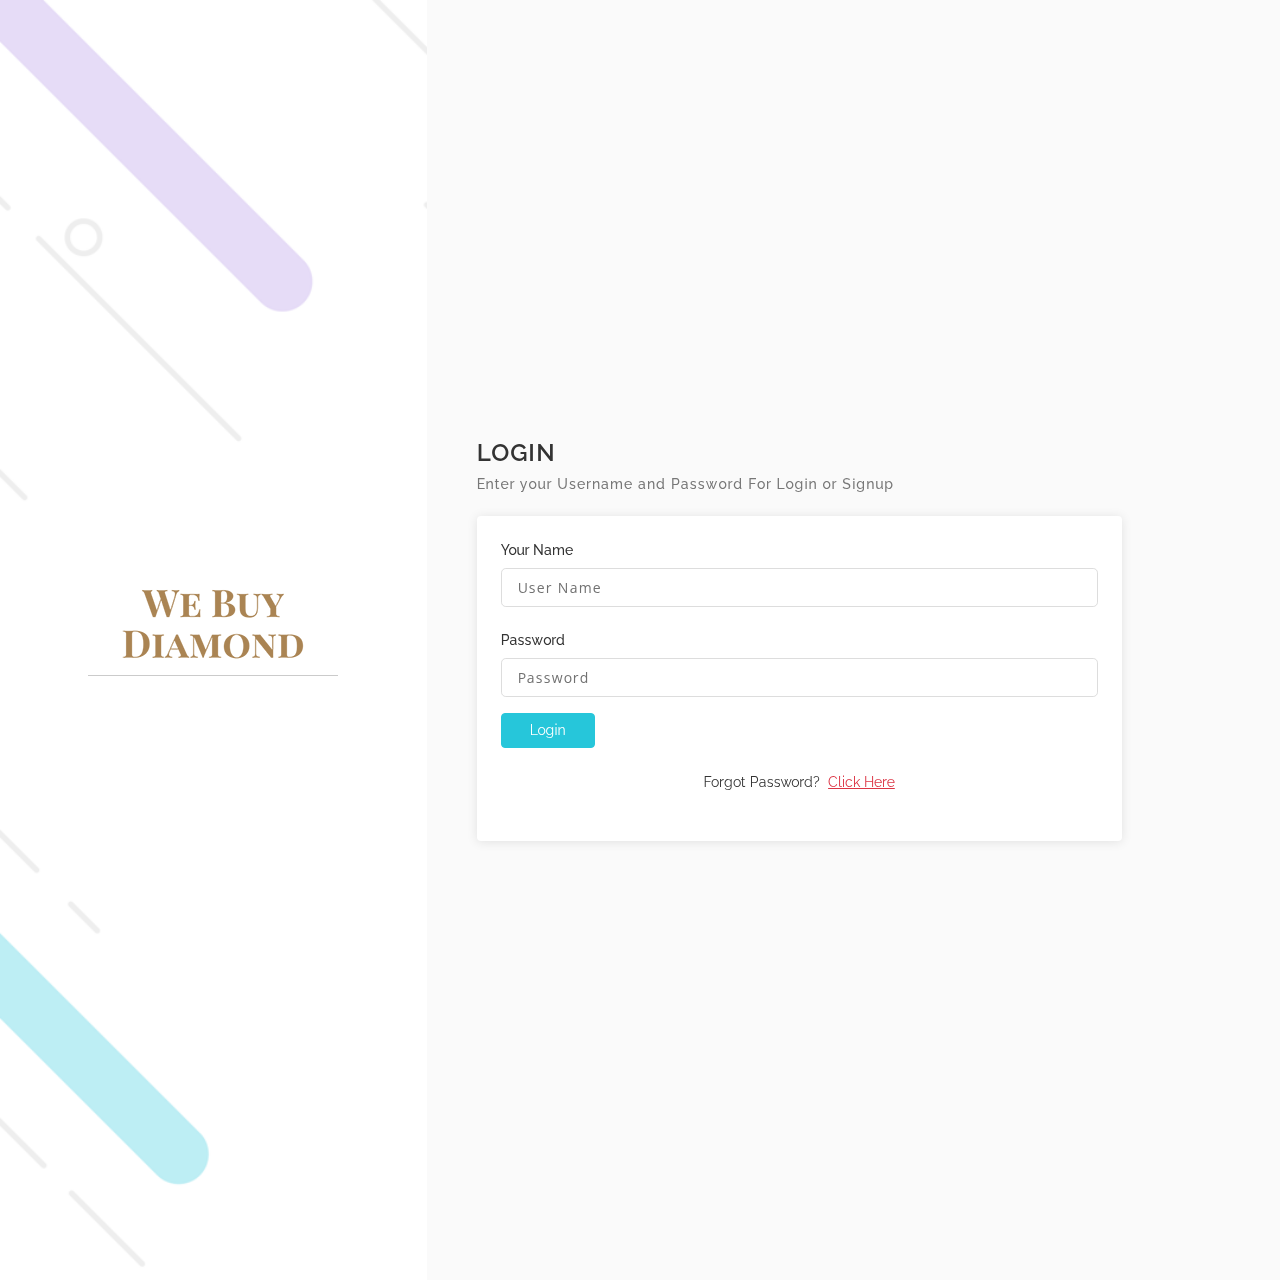 We Buy
Diamond
LOGIN
Enter your Username and Password For Login or Signup
Your Name
User Name
Password
Password
Login
Forgot Password? Click Here